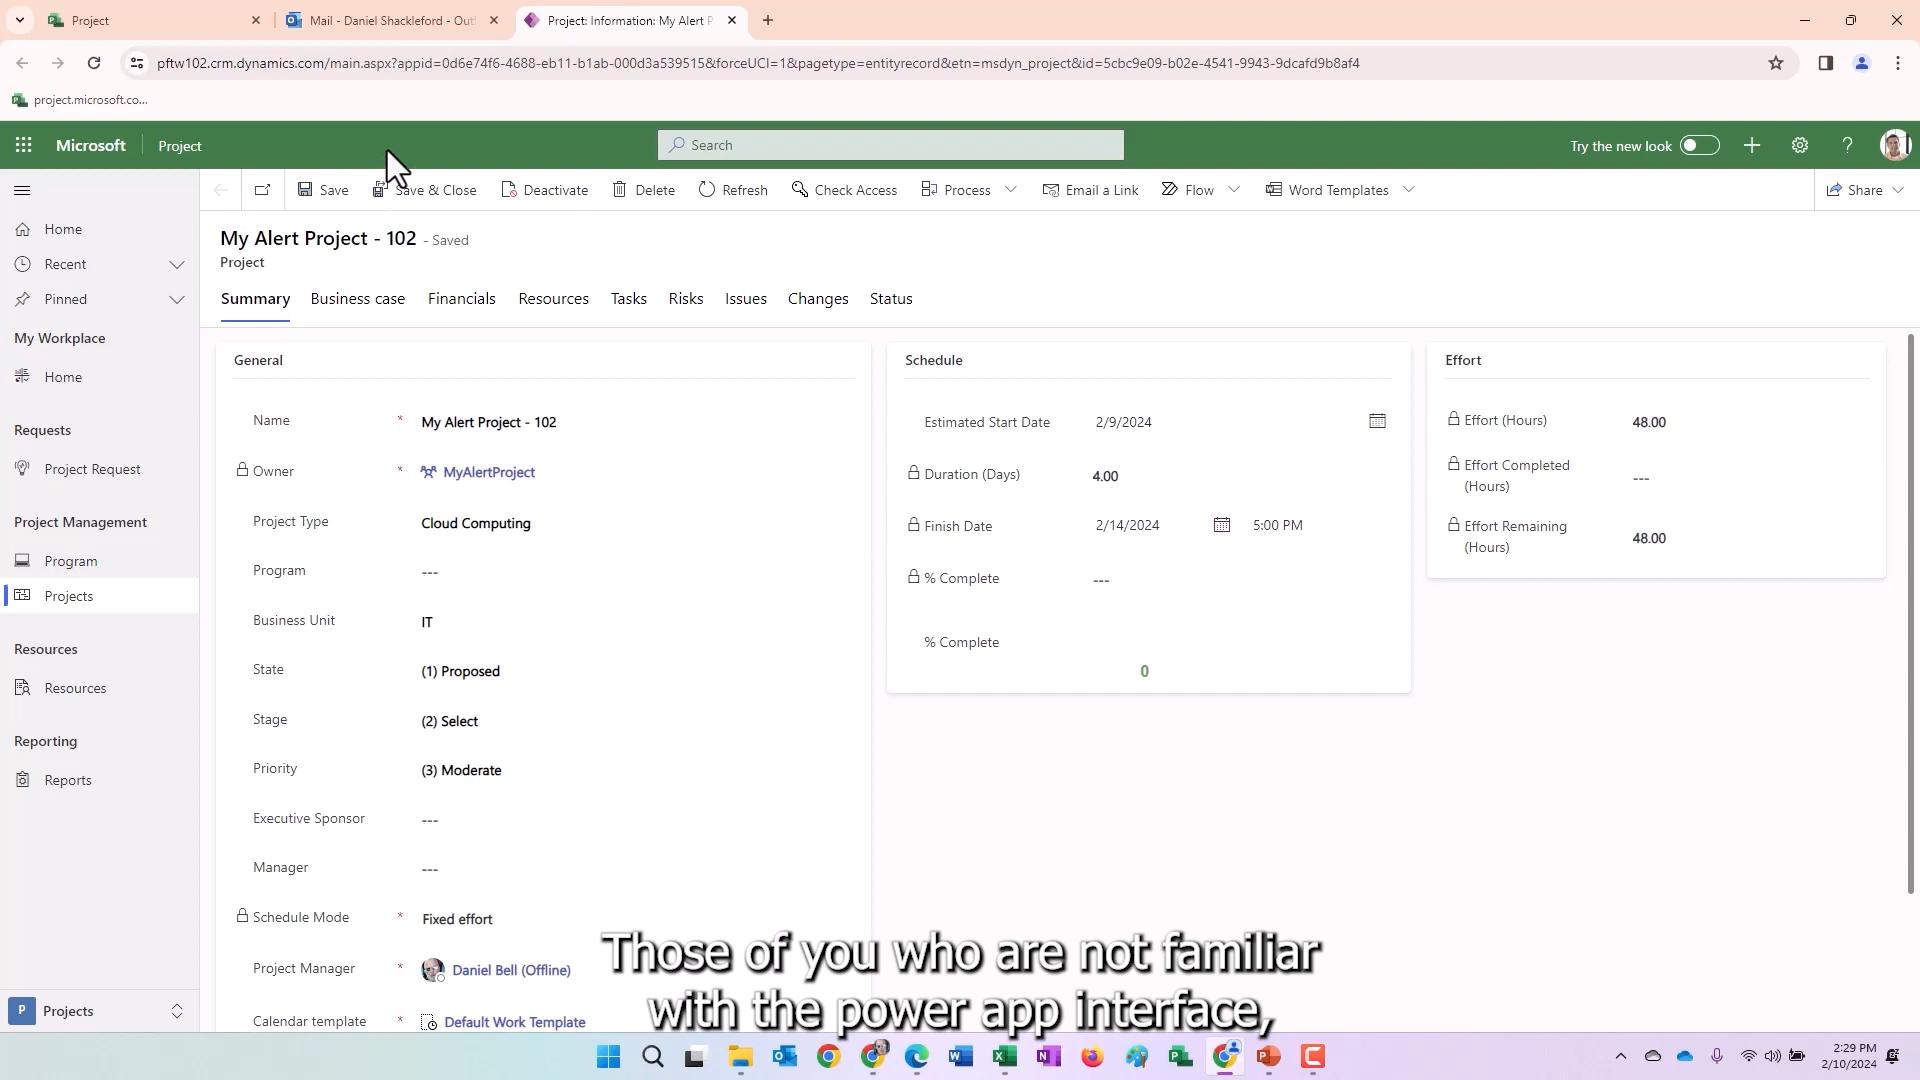 Project
Mail - Daniel Shackleford - Out
Project: Information: My Alert P
pftw102.crm.dynamics.com/main.aspx?appid=0d6e74f6-4688-eb11-b1ab-000d3a539515&forceUCI=1&pagetype=entityrecord&etn=msdyn_project&id=5cbc9e09-b02e-4541-9943-9dcafd9b8af4
project.microsoft.co...
Microsoft
Project
Search
Try the new look
Save
Save & Close
Deactivate
Delete
Refresh
Check Access
Process
Email a Link
Flow
Word Templates
Share
Home
Recent
Pinned
My Workplace
Home
Requests
Project Request
Project Management
Program
Projects
Resources
Resources
Reporting
Reports
P Projects
My Alert Project - 102 - Saved
Project
Summary
Business case
Financials
Resources
Tasks
Risks
Issues
Changes
Status
General
Name * My Alert Project - 102
Owner * MyAlertProject
Project Type Cloud Computing
Program ---
Business Unit IT
State (1) Proposed
Stage (2) Select
Priority (3) Moderate
Executive Sponsor ---
Manager ---
Schedule Mode * Fixed effort
Project Manager * Daniel Bell (Offline)
Calendar template * Default Work Template
Schedule
Estimated Start Date 2/9/2024
Duration (Days) 4.00
Finish Date 2/14/2024 5:00 PM
% Complete ---
% Complete
0
Effort
Effort (Hours) 48.00
Effort Completed (Hours) ---
Effort Remaining (Hours) 48.00
Those of you who are not familiar
with the power app interface,
2:29 PM
2/10/2024